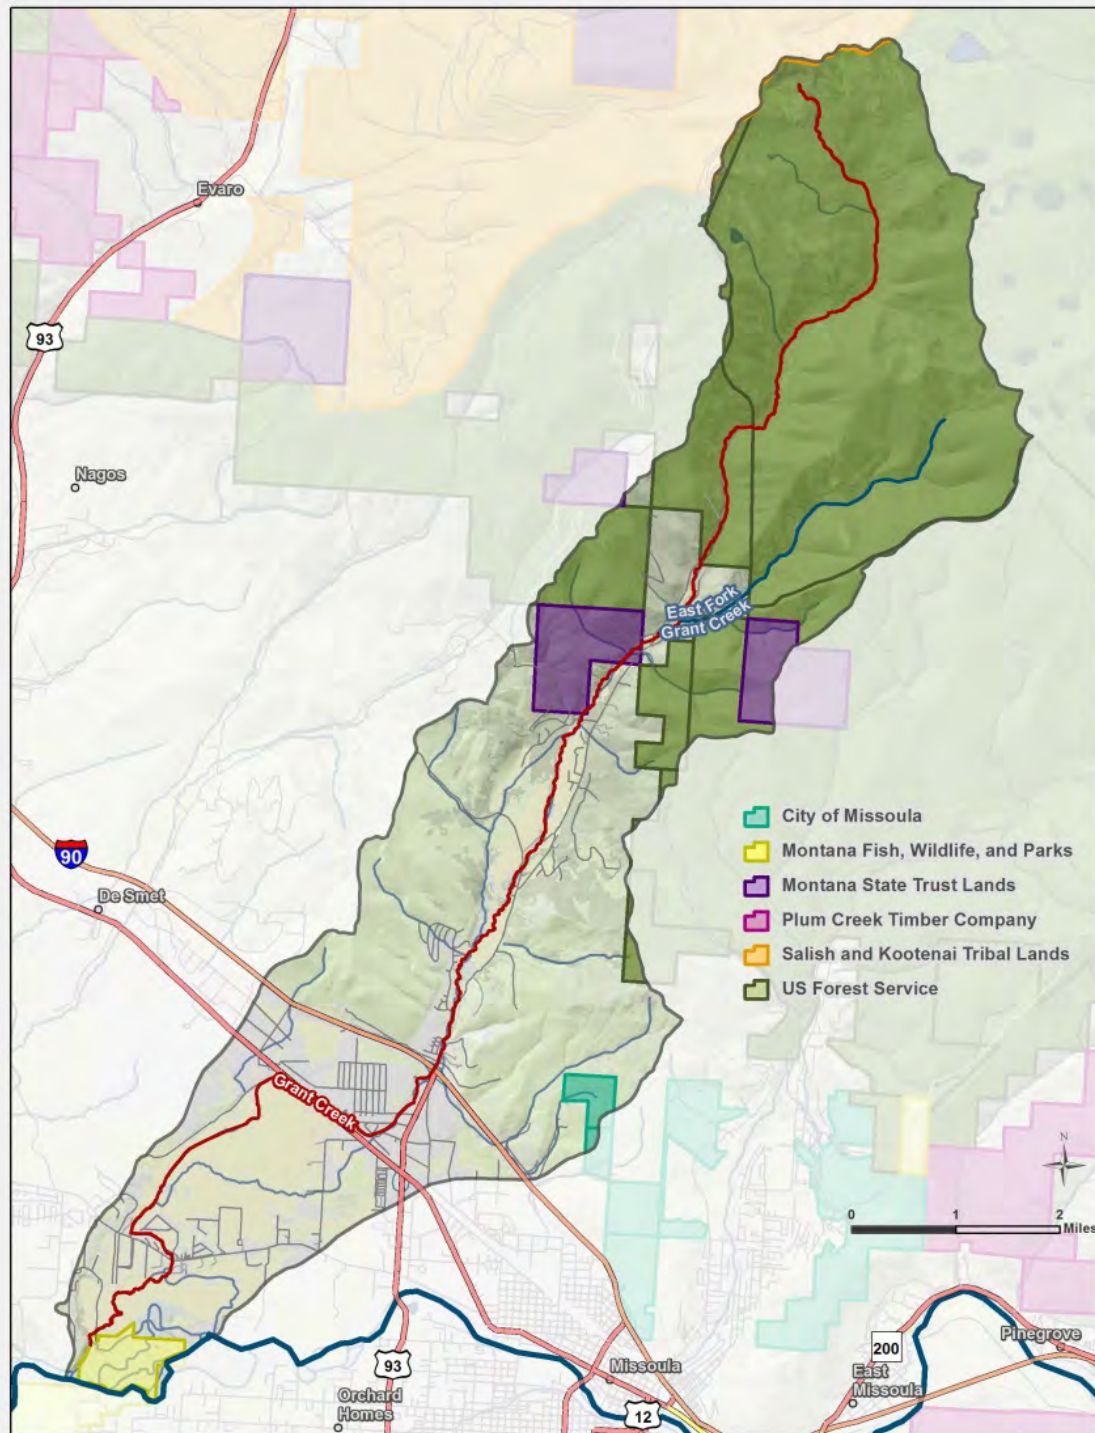 Evaro
93
Nagos
East Fork
Grant Creek
City of Missoula
Montana Fish, Wildlife, and Parks
Montana State Trust Lands
Plum Creek Timber Company
Salish and Kootenai Tribal Lands
US Forest Service
90
De Smet
Grant Creek
N
0 1 2
Miles
93
Orchard
Homes
Missoula
12
200
East
Missoula
Pinegrove